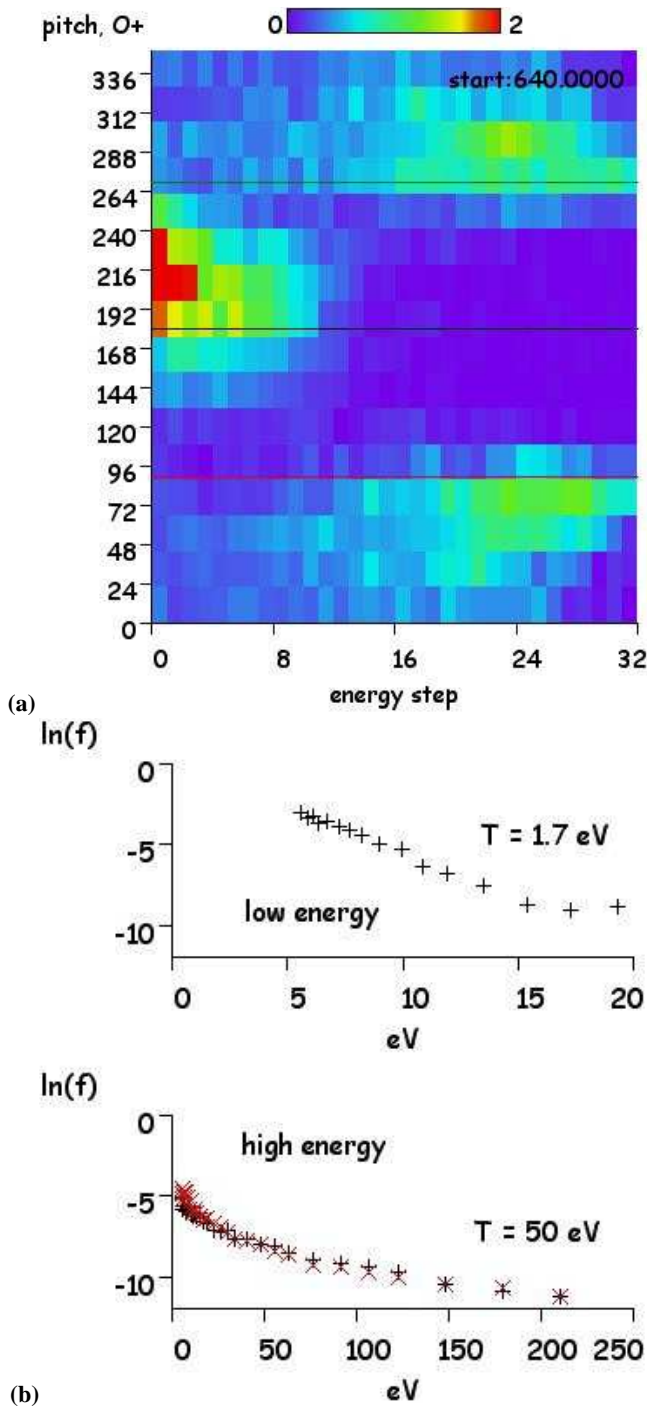 pitch, O+ 0 2
start:640.0000
336
312
288
264
240
216
192
168
144
120
96
72
48
24
0
0 8 16 24 32
energy step
(a)
ln(f)
0
-5
-10
T = 1.7 eV
low energy
0 5 10 15 20
eV
ln(f)
0
-5
-10
high energy
T = 50 eV
0 50 100 150 200 250
eV
(b)